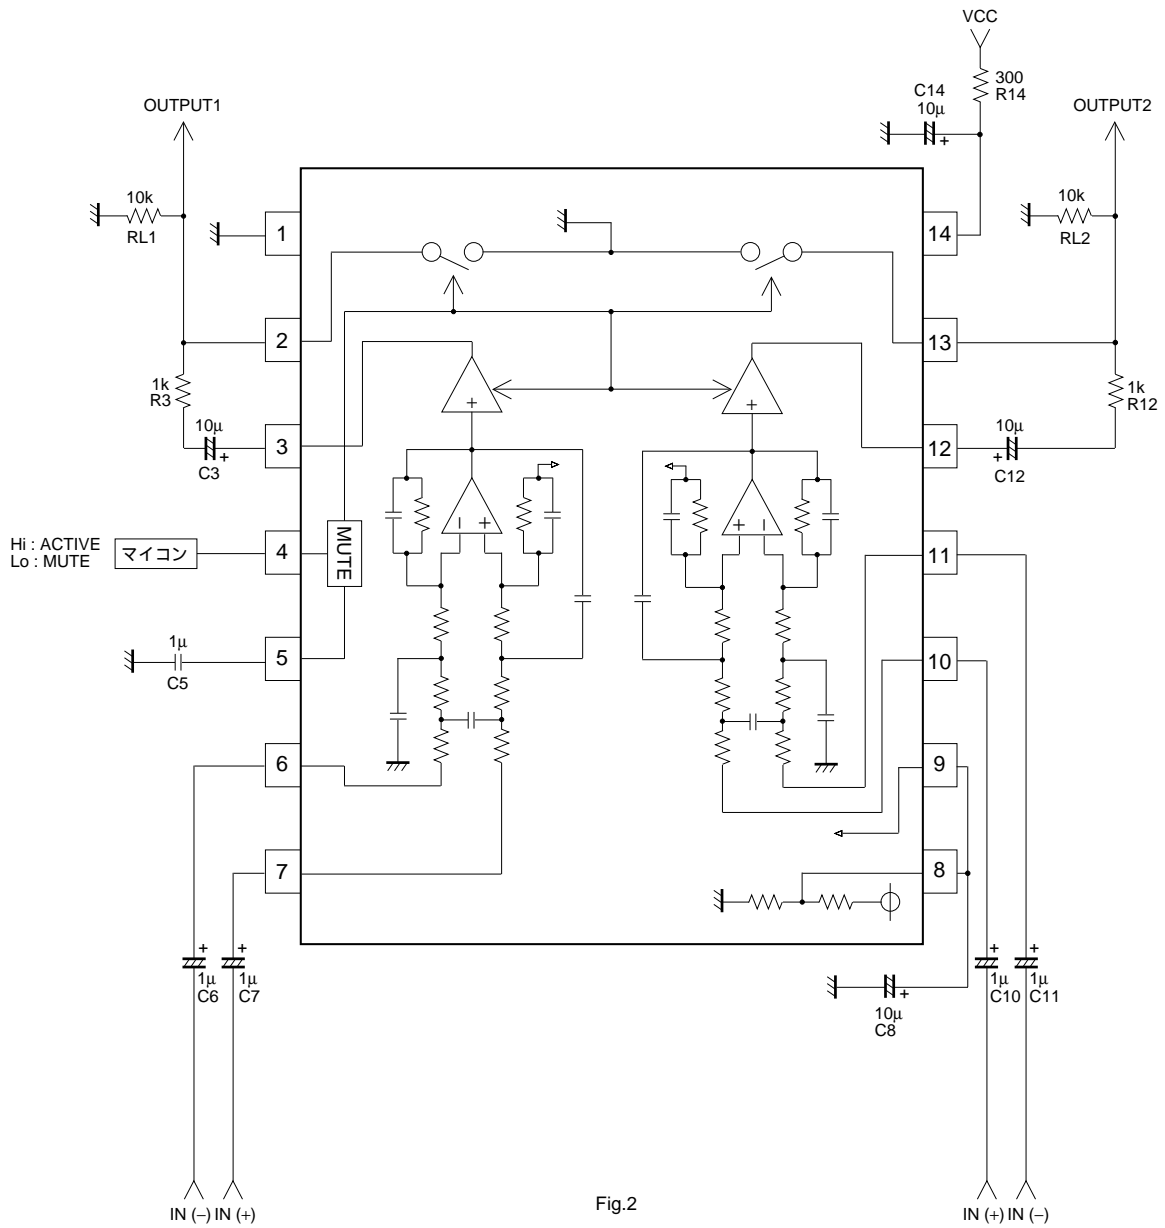 VCC
300
R14
C14
10μ
+
OUTPUT1
OUTPUT2
10k
RL1
10k
RL2
1
14
2
13
1k
R3
1k
R12
+
+
10μ
+
C3
3
12
10μ
+
C12
Hi : ACTIVE
Lo : MUTE
マイコン
4
MUTE
− +
+ −
11
1μ
C5
5
10
6
9
7
8
+
1μ
C6
+
1μ
C7
+
1μ
C10
+
1μ
C11
10μ
+
C8
IN (−) IN (+)
Fig.2
IN (+) IN (−)